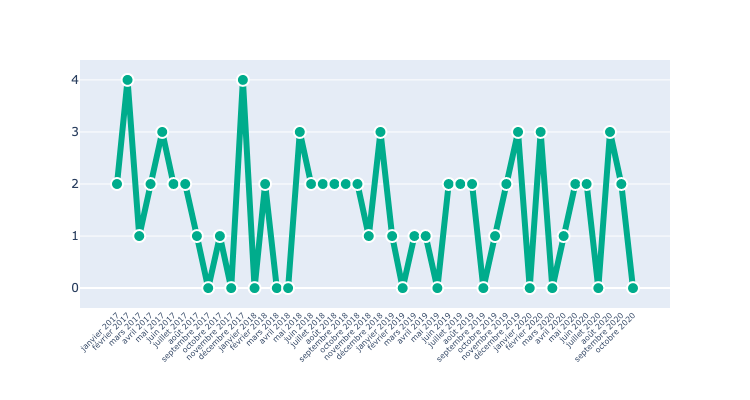 4
3
2
1
0
janvier 2017
février 2017
mars 2017
avril 2017
mai 2017
juin 2017
juillet 2017
août 2017
septembre 2017
octobre 2017
novembre 2017
décembre 2017
janvier 2018
février 2018
mars 2018
avril 2018
mai 2018
juin 2018
juillet 2018
août 2018
septembre 2018
octobre 2018
novembre 2018
décembre 2018
janvier 2019
février 2019
mars 2019
avril 2019
mai 2019
juin 2019
juillet 2019
août 2019
septembre 2019
octobre 2019
novembre 2019
décembre 2019
janvier 2020
février 2020
mars 2020
avril 2020
mai 2020
juin 2020
juillet 2020
août 2020
septembre 2020
octobre 2020